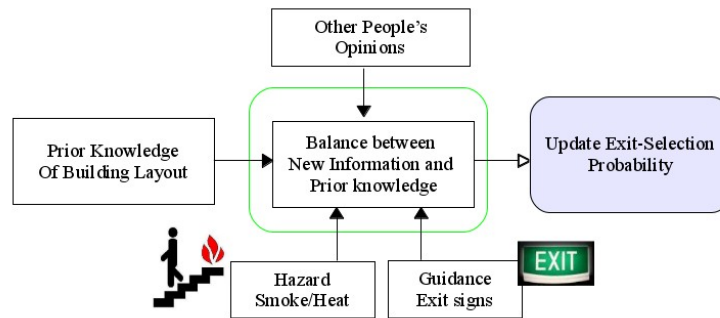 Other People's
Opinions
Prior Knowledge
Of Building Layout
Balance between
New Information and
Prior knowledge
Update Exit-Selection
Probability
Hazard
Smoke/Heat
Guidance
Exit signs
EXIT